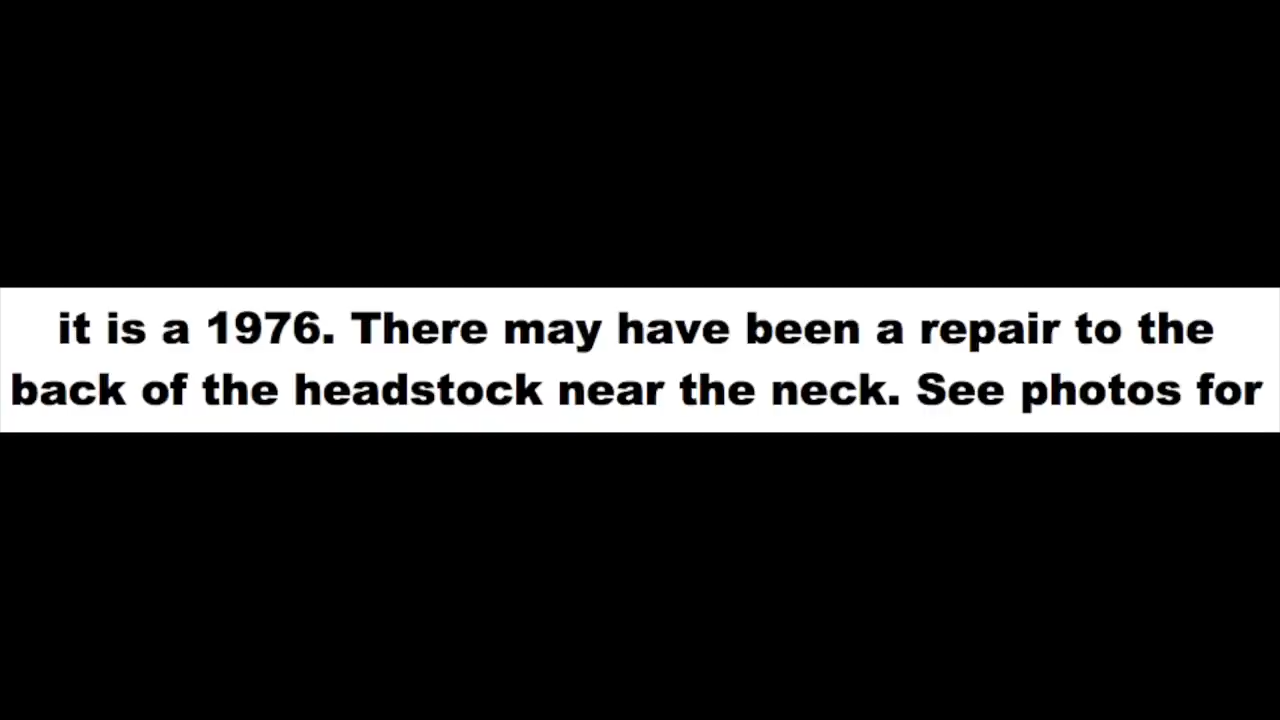 it is a 1976. There may have been a repair to the
back of the headstock near the neck. See photos for